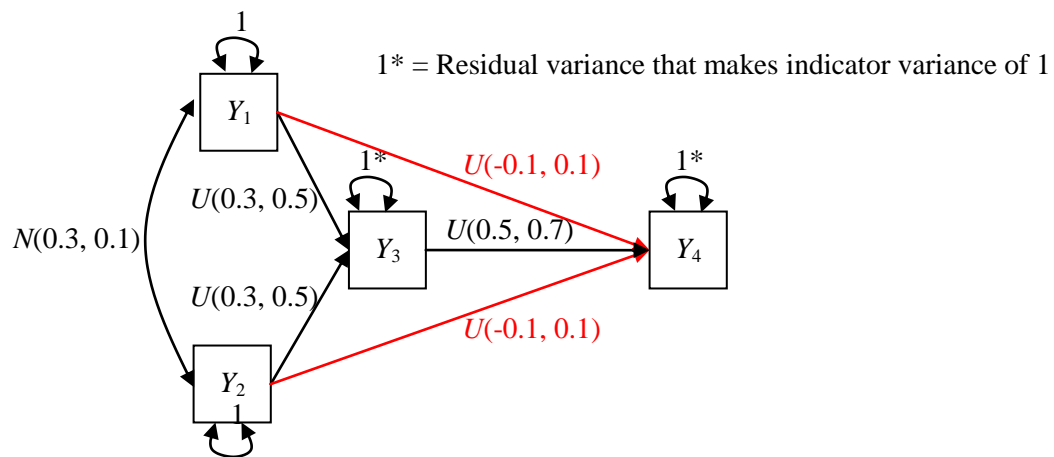 1
1* = Residual variance that makes indicator variance of 1
Y1
U(-0.1, 0.1)
1*
1*
U(0.3, 0.5)
N(0.3, 0.1)
Y3
U(0.5, 0.7)
Y4
U(0.3, 0.5)
U(-0.1, 0.1)
Y2
1